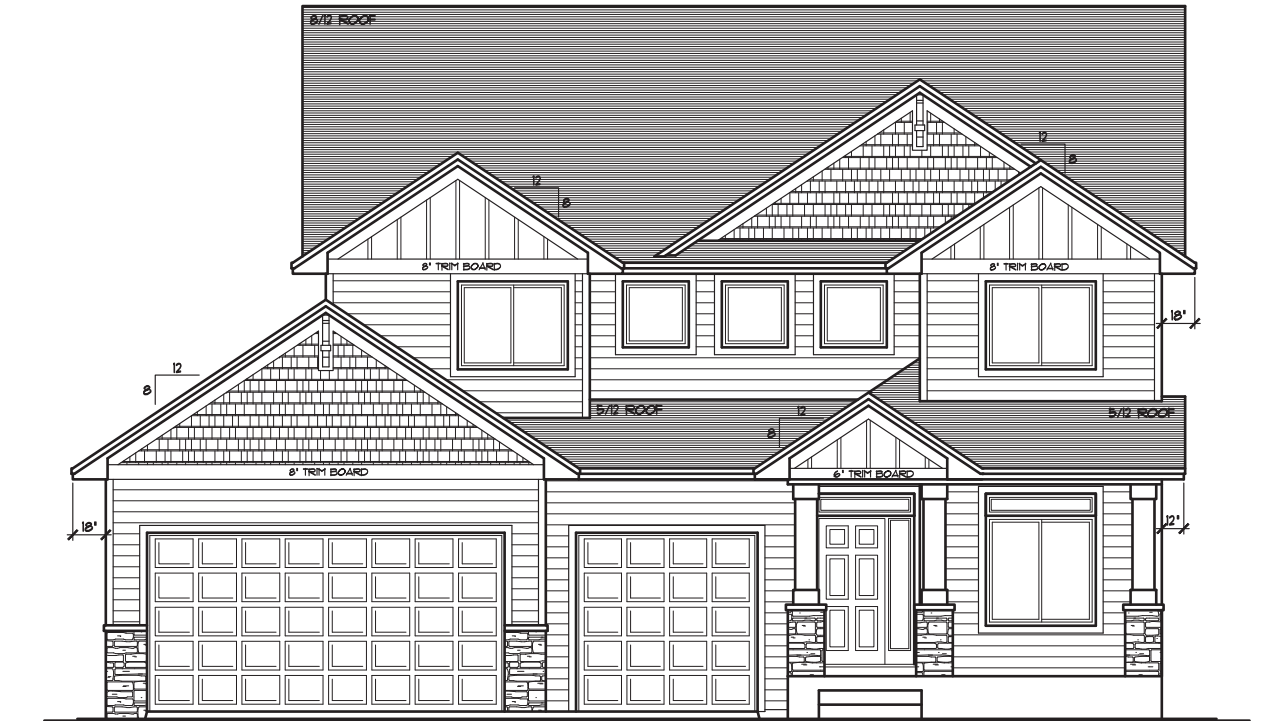 8/12 ROOF
12
8
12
8
8" TRIM BOARD
8" TRIM BOARD
18"
12
8
5/12 ROOF
12
8
5/12 ROOF
8" TRIM BOARD
6" TRIM BOARD
18"
12"